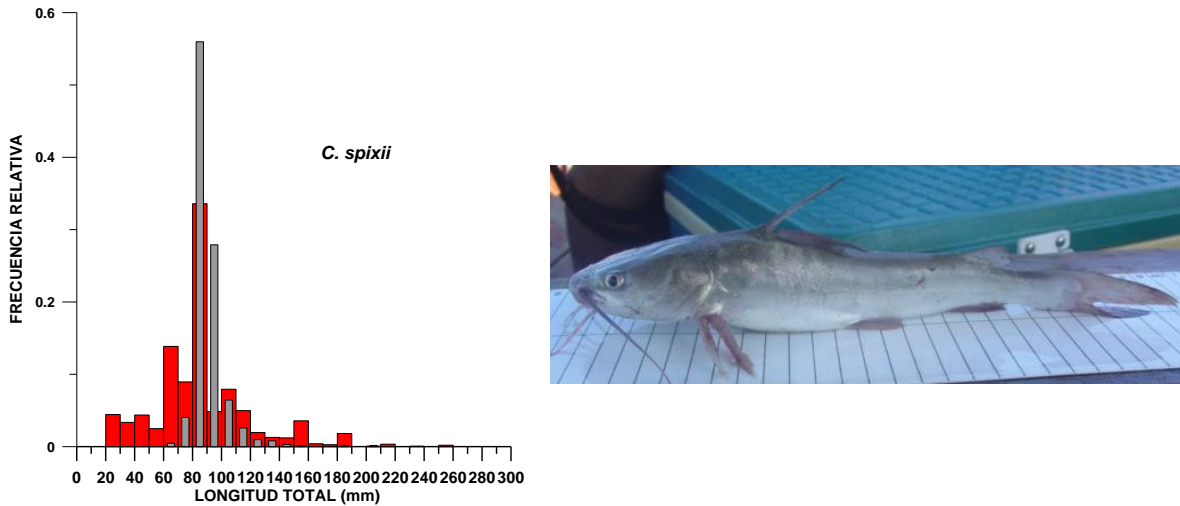 0.6
0.4
0.2
0
FRECUENCIA RELATIVA
C. spixii
0 20 40 60 80 100 120 140 160 180 200 220 240 260 280 300
LONGITUD TOTAL (mm)